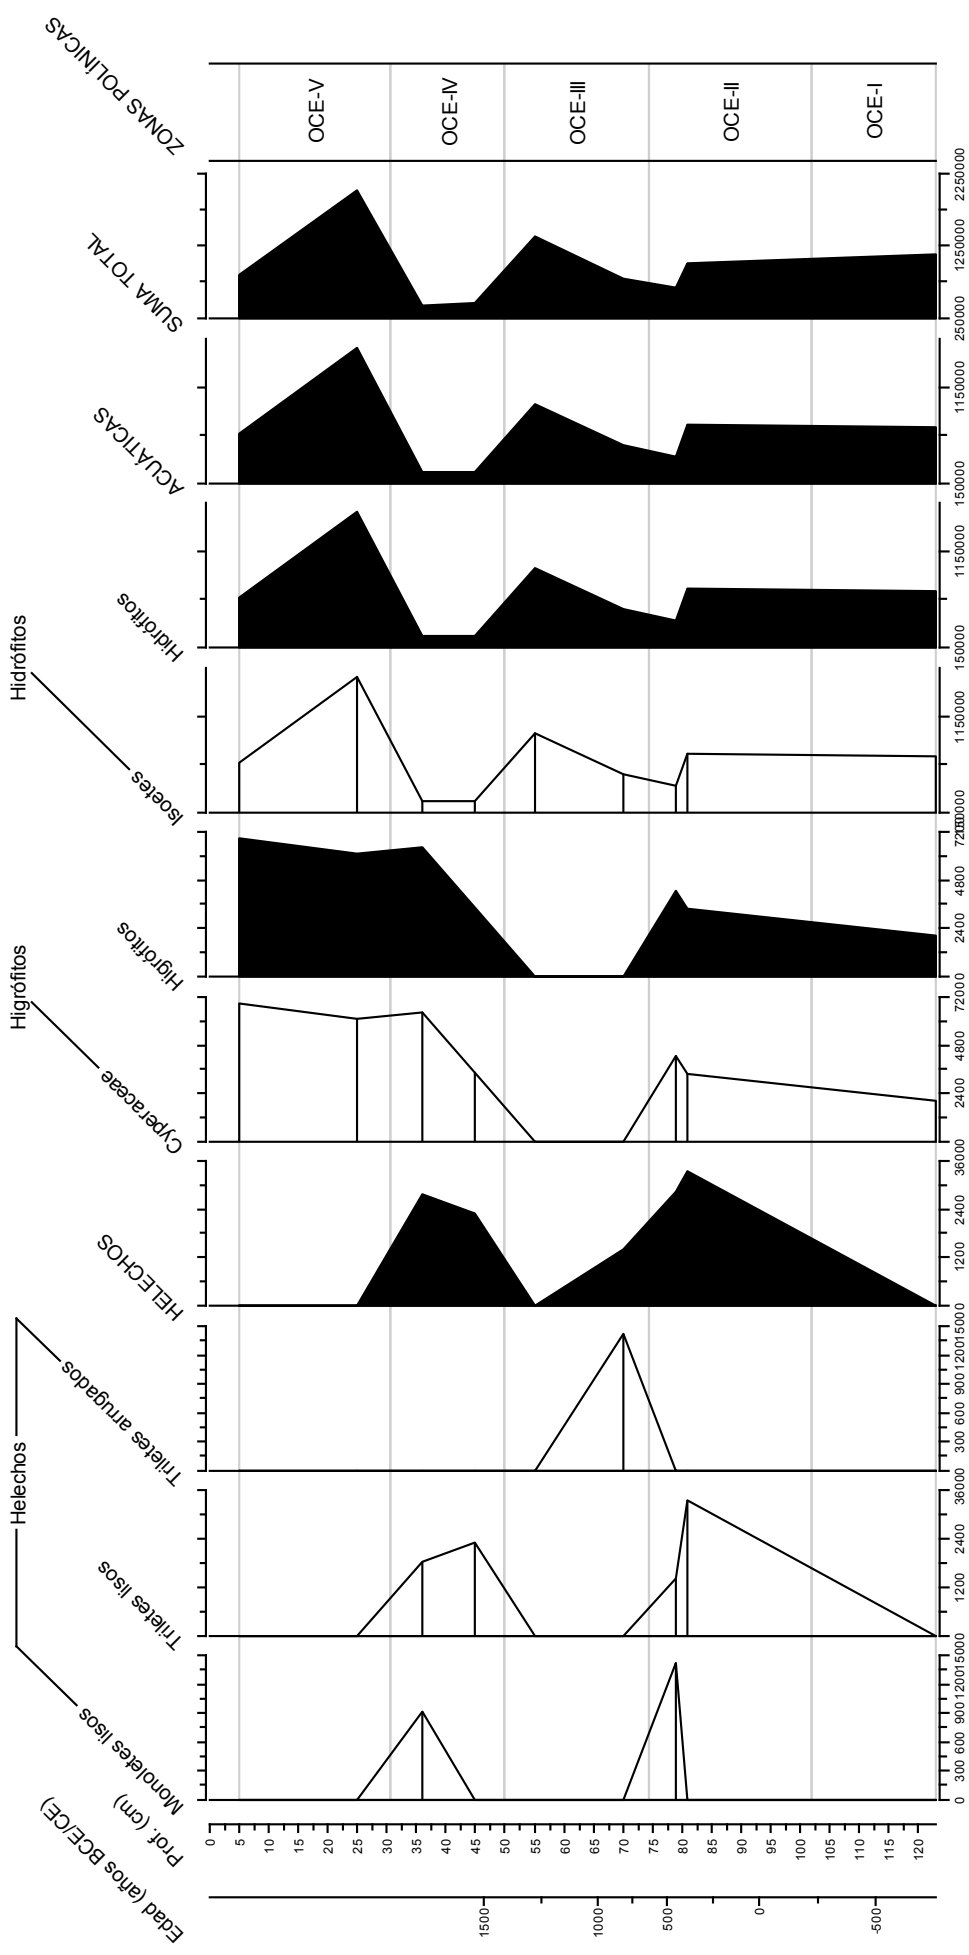 Helechos
Higrófitos
Hidrófitos
Edad (años BCE/CE)
Prof. (cm)
Monoletes lisos
Triletes lisos
Triletes arrugados
HELECHOS
Cyperaceae
Higrófitos
Isoetes
Hidrófitos
ACUÁTICAS
SUMA TOTAL
ZONAS POLÍNICAS
1500
1000
500
0
-500
0
5
10
15
20
25
30
35
40
45
50
55
60
65
70
75
80
85
90
95
100
105
110
115
120
OCE-V
OCE-IV
OCE-III
OCE-II
OCE-I
0 300 600 900 1200 1500
0 1200 2400 3600
0 300 600 900 1200 1500
0 1200 2400 3600
0 2400 4800 7200
0 2400 4800 7200
150000 1150000
150000 1150000
150000 1150000
250000 1250000 2250000